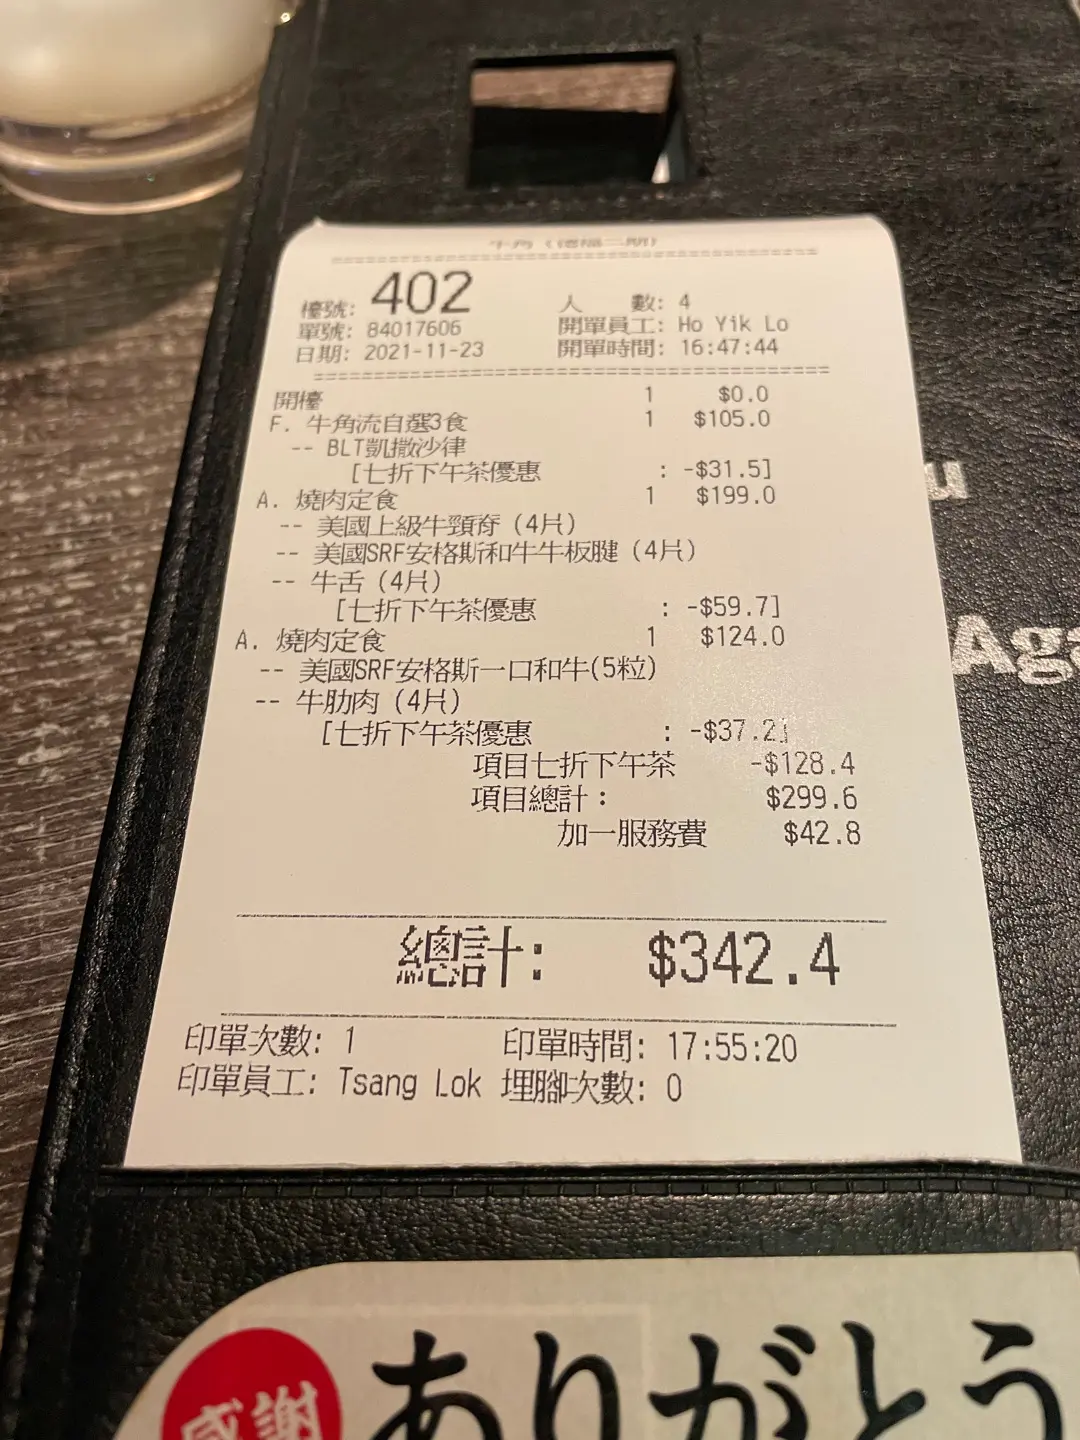 牛角 (德福二期)
檯號: 402 人 數: 4
單號: 84017606 開單員工: Ho Yik Lo
日期: 2021-11-23 開單時間: 16:47:44
開檯 1 $0.0
F. 牛角流自選3食 1 $105.0
-- BLT凱撒沙律
[七折下午茶優惠 : -$31.5]
A. 燒肉定食 1 $199.0
-- 美國上級牛頸脊 (4片)
-- 美國SRF安格斯和牛牛板腱 (4片)
-- 牛舌 (4片)
[七折下午茶優惠 : -$59.7]
A. 燒肉定食 1 $124.0
-- 美國SRF安格斯一口和牛(5粒)
-- 牛肋肉 (4片)
[七折下午茶優惠 : -$37.2]
項目七折下午茶 -$128.4
項目總計: $299.6
加一服務費 $42.8
總計: $342.4
印單次數: 1 印單時間: 17:55:20
印單員工: Tsang Lok 埋腳次數: 0
感謝
ありがとう